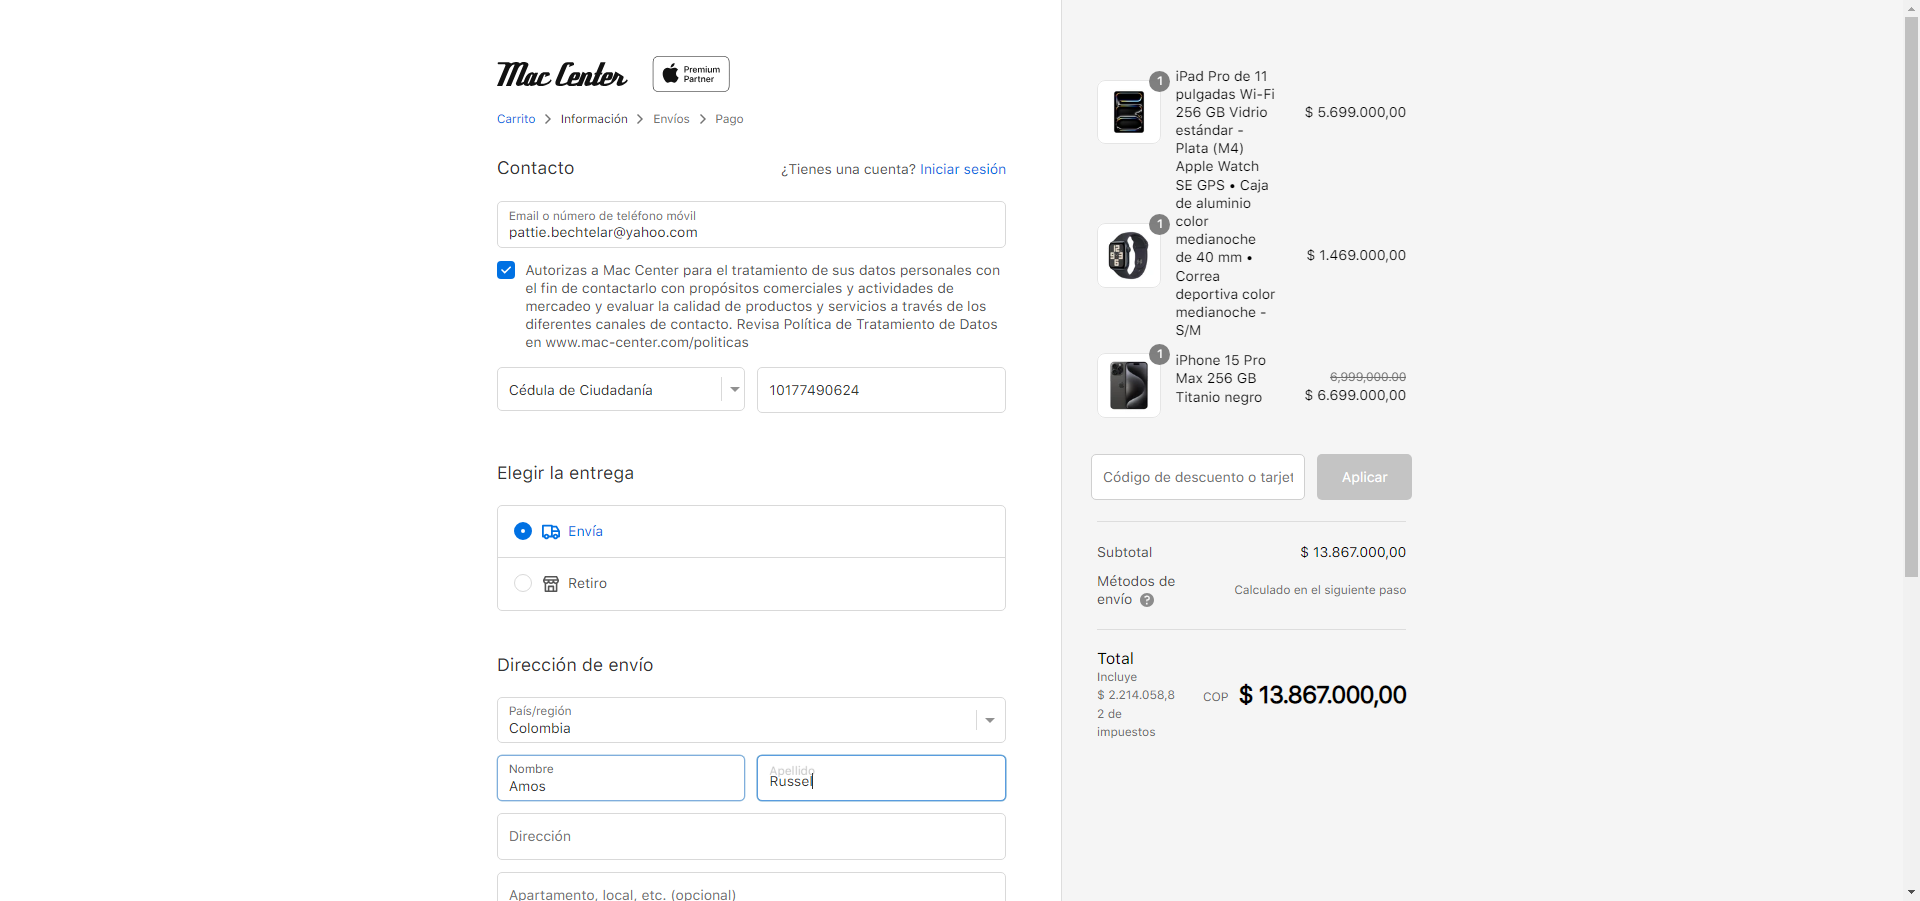 Mac Center
Premium
Partner
Carrito > Información > Envíos > Pago
Contacto
¿Tienes una cuenta? Iniciar sesión
Email o número de teléfono móvil
pattie.bechtelar@yahoo.com
Autorizas a Mac Center para el tratamiento de sus datos personales con
el fin de contactarlo con propósitos comerciales y actividades de
mercadeo y evaluar la calidad de productos y servicios a través de los
diferentes canales de contacto. Revisa Política de Tratamiento de Datos
en www.mac-center.com/politicas
Cédula de Ciudadanía
10177490624
Elegir la entrega
Envía
Retiro
Dirección de envío
País/región
Colombia
Nombre
Amos
Apellido
Russel
Dirección
Apartamento, local, etc. (opcional)
1
iPad Pro de 11
pulgadas Wi-Fi
256 GB Vidrio
estándar -
Plata (M4)
$ 5.699.000,00
1
Apple Watch
SE GPS • Caja
de aluminio
color
medianoche
de 40 mm •
Correa
deportiva color
medianoche -
S/M
$ 1.469.000,00
1
iPhone 15 Pro
Max 256 GB
Titanio negro
6,999,000.00
$ 6.699.000,00
Código de descuento o tarjet
Aplicar
Subtotal
$ 13.867.000,00
Métodos de
envío ?
Calculado en el siguiente paso
Total
Incluye
$ 2.214.058,8
2 de
impuestos
COP $ 13.867.000,00